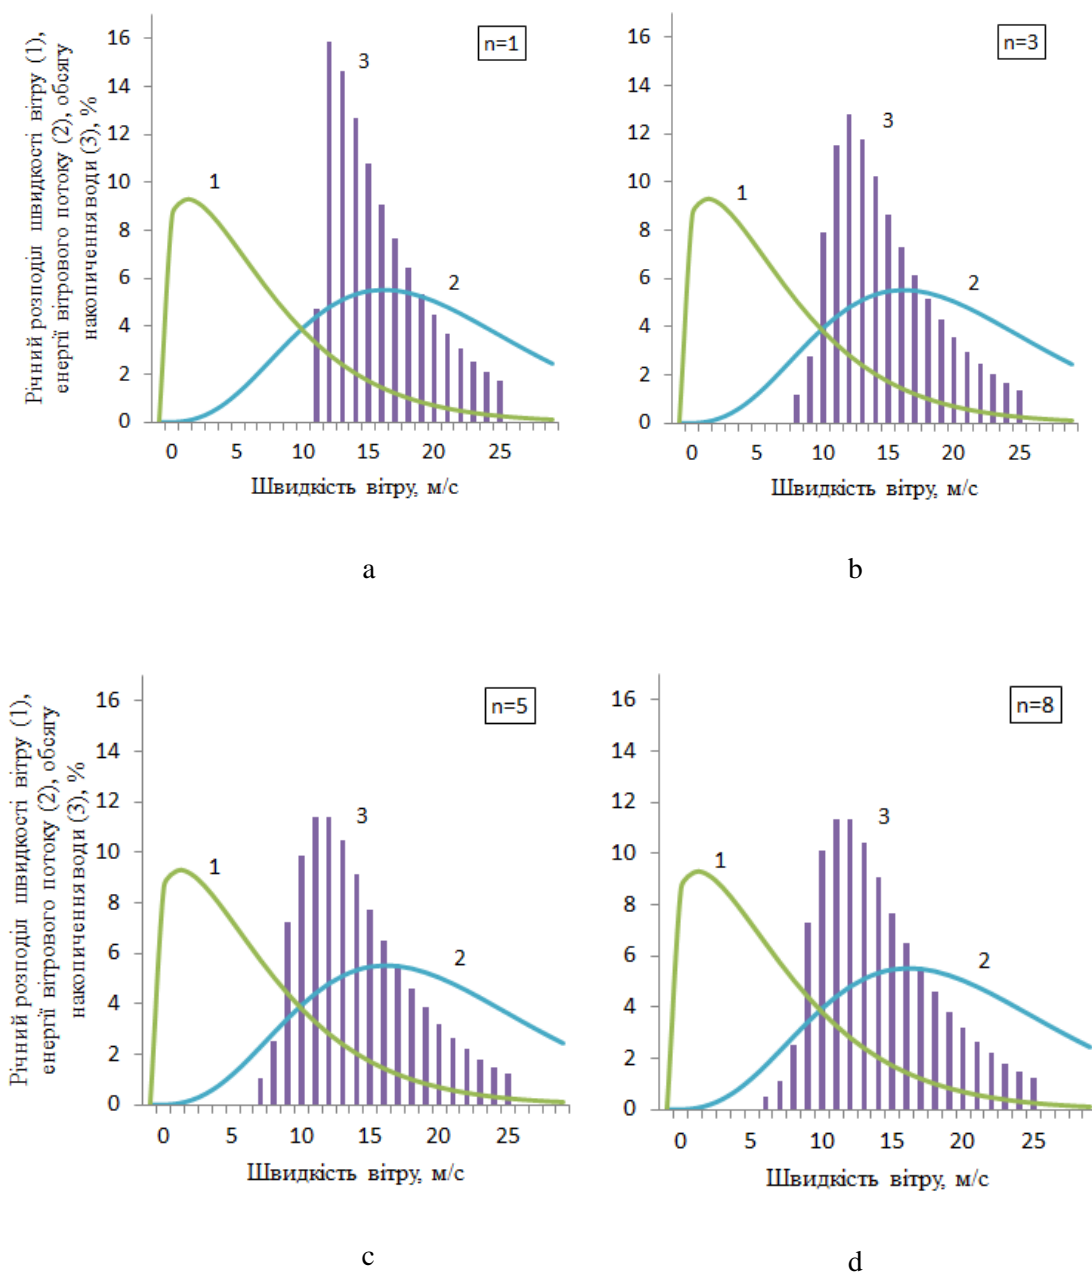 Річний розподіл швидкості вітру (1),
енергії вітрового потоку (2), обсягу
накопичення води (3), %
16
14
12
10
8
6
4
2
0
n=1
3
1
2
0 5 10 15 20 25
Швидкість вітру, м/с
a
16
14
12
10
8
6
4
2
0
n=3
3
1
2
0 5 10 15 20 25
Швидкість вітру, м/с
b
Річний розподіл швидкості вітру (1),
енергії вітрового потоку (2), обсягу
накопичення води (3), %
16
14
12
10
8
6
4
2
0
n=5
3
1
2
0 5 10 15 20 25
Швидкість вітру, м/с
c
16
14
12
10
8
6
4
2
0
n=8
3
1
2
0 5 10 15 20 25
Швидкість вітру, м/с
d